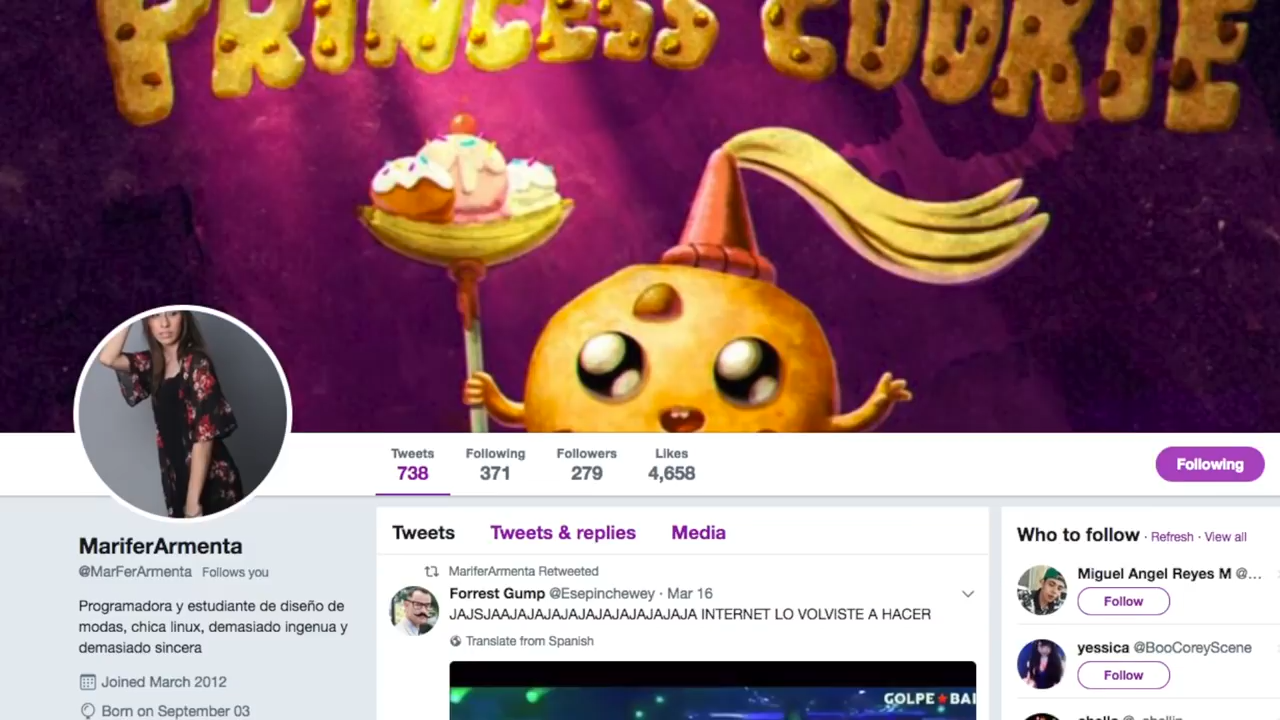 PRINCESS COOKIE
Tweets
738
Following
371
Followers
279
Likes
4,658
Following
MariferArmenta
@MarFerArmenta Follows you
Programadora y estudiante de diseño de
modas, chica linux, demasiado ingenua y
demasiado sincera
Joined March 2012
Born on September 03
Tweets
Tweets & replies
Media
MariferArmenta Retweeted
Forrest Gump @Esepinchewey · Mar 16
JAJSJAAJAJAJAJAJAJAJAJAJAJAJA INTERNET LO VOLVISTE A HACER
Translate from Spanish
GOLPE★BAJ
Who to follow · Refresh · View all
Miguel Angel Reyes M @...
Follow
yessica @BooCoreyScene
Follow